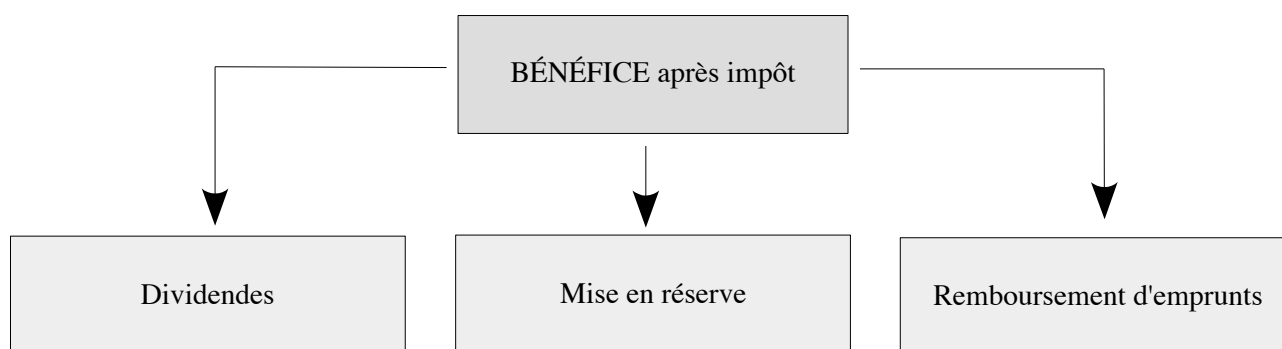 BÉNÉFICE après impôt
Dividendes
Mise en réserve
Remboursement d'emprunts